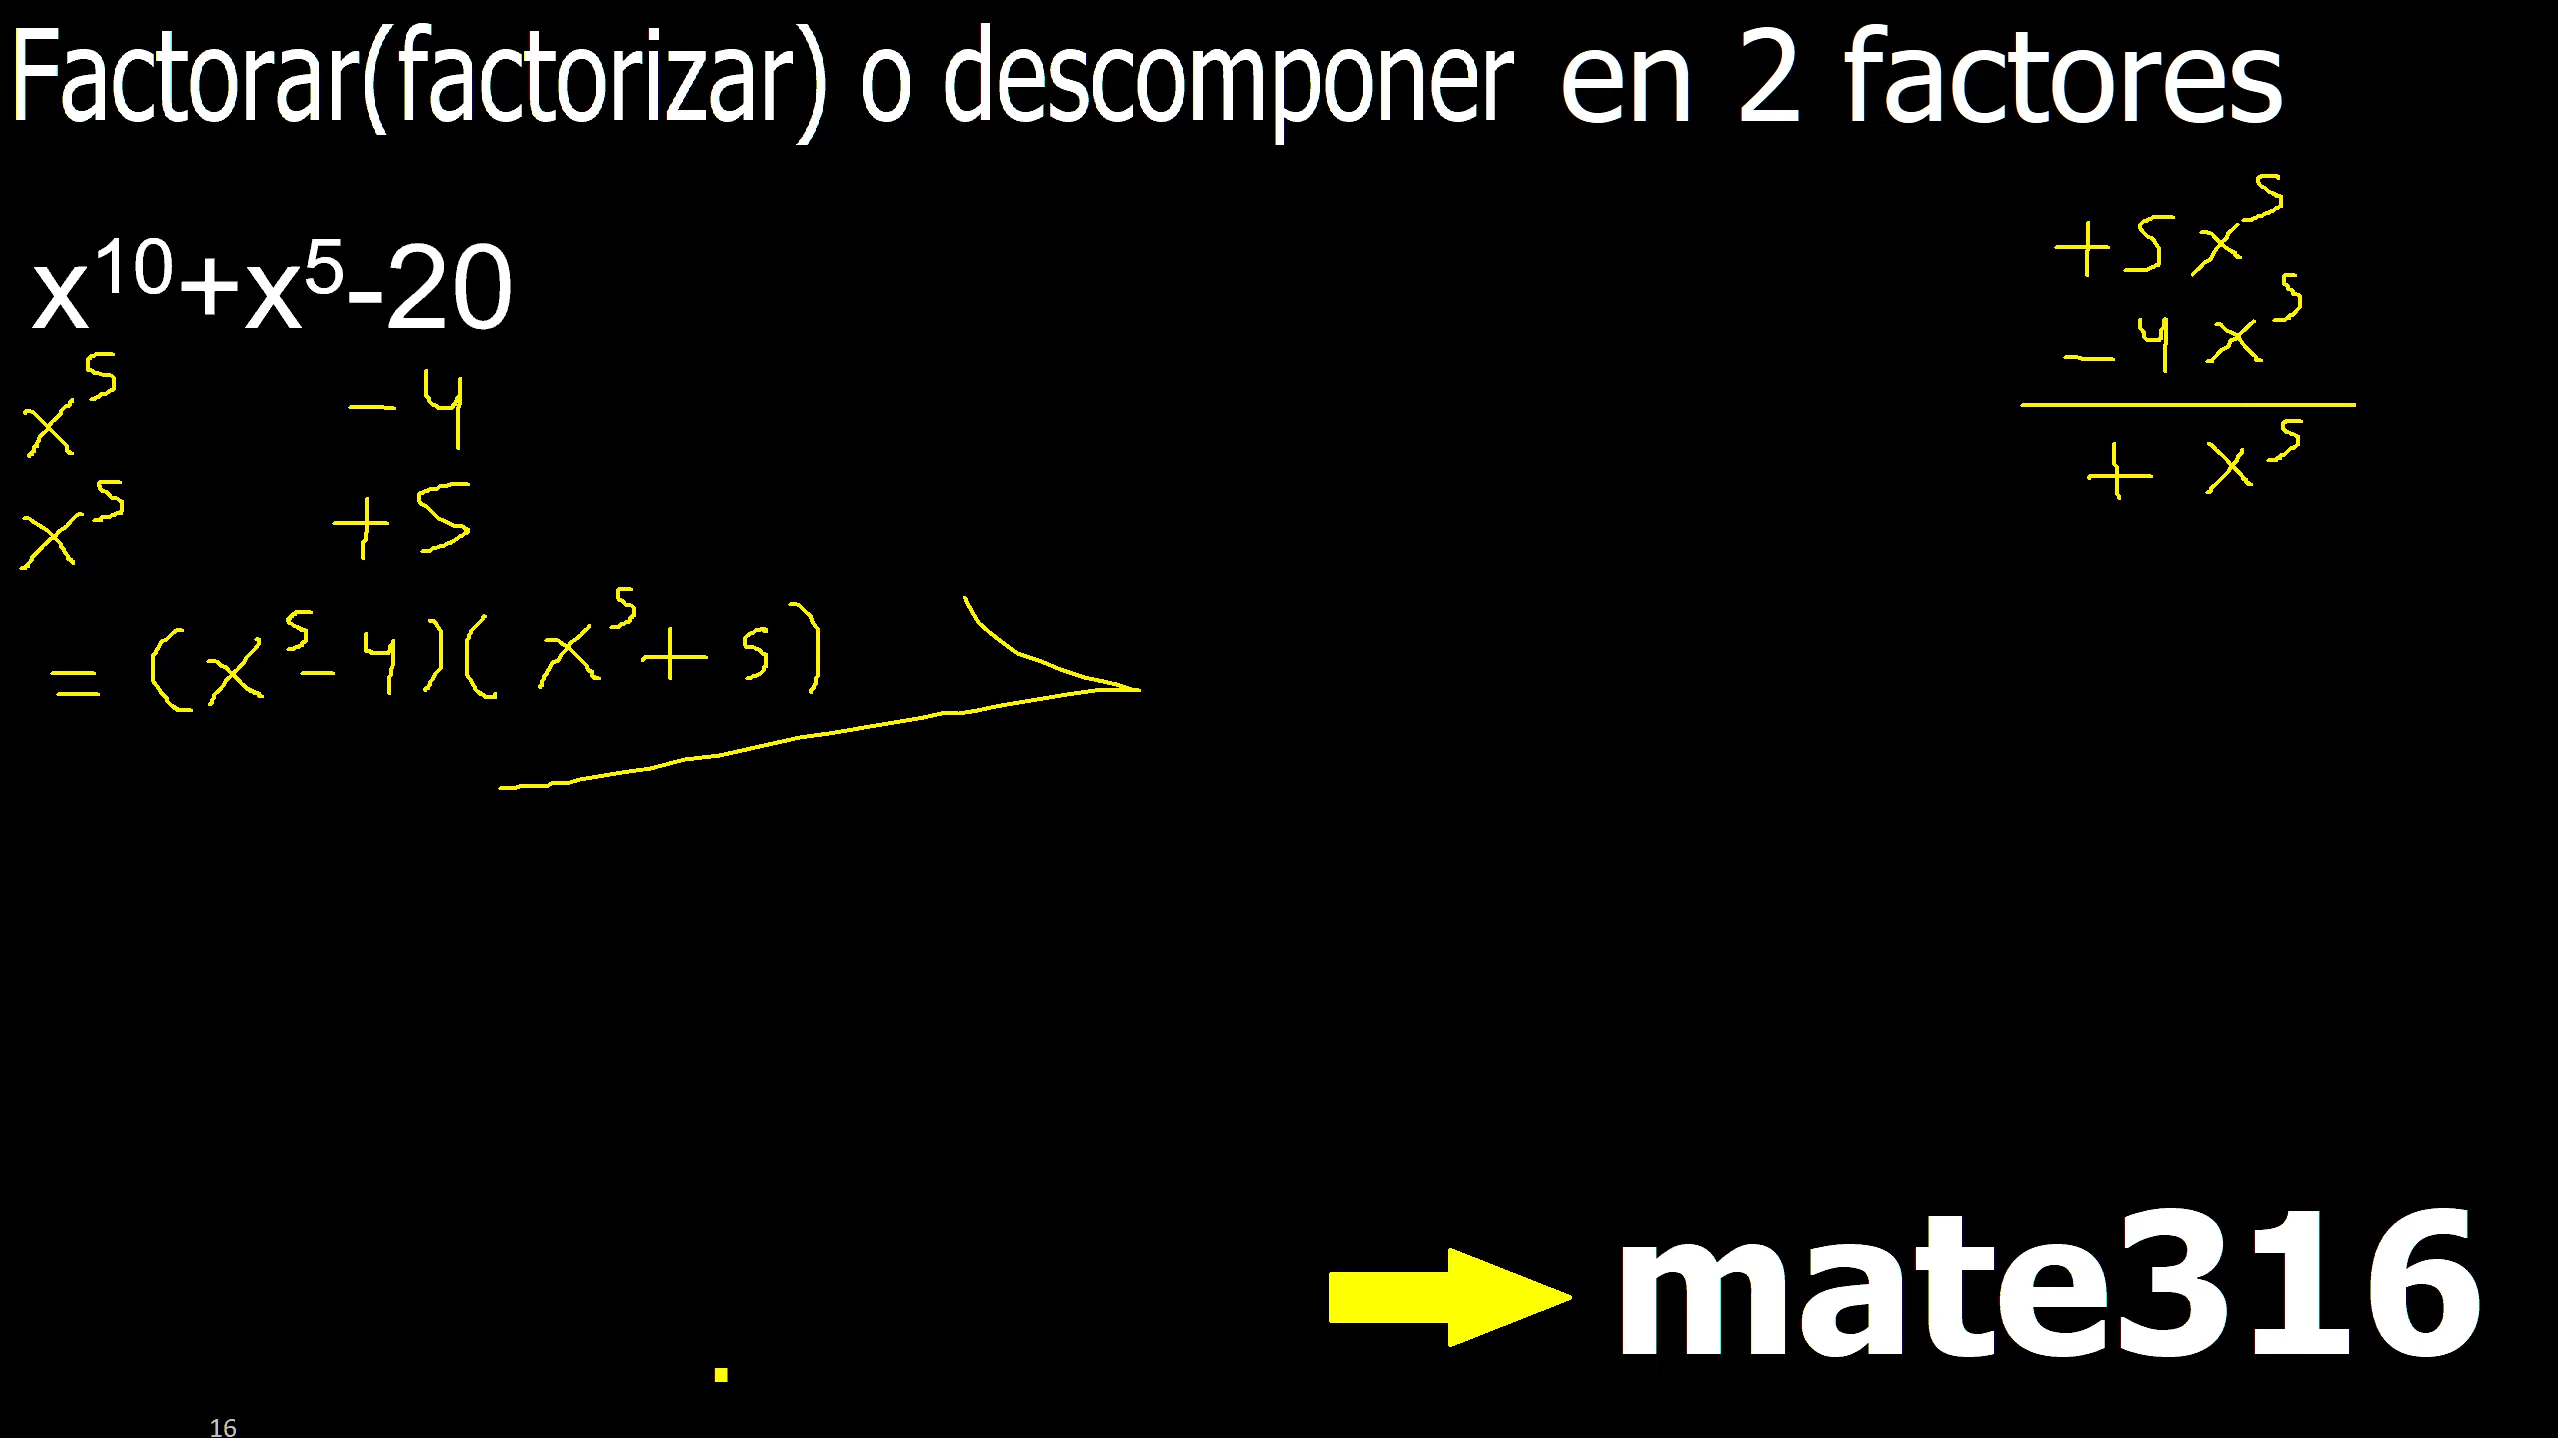 Factorar(factorizar) o descomponer en 2 factores
x¹⁰+x⁵-20
x⁵ - 4
x⁵ + 5
= (x⁵ - 4)(x⁵ + 5)
+ 5x⁵
- 4x⁵
+ x⁵
mate316
16